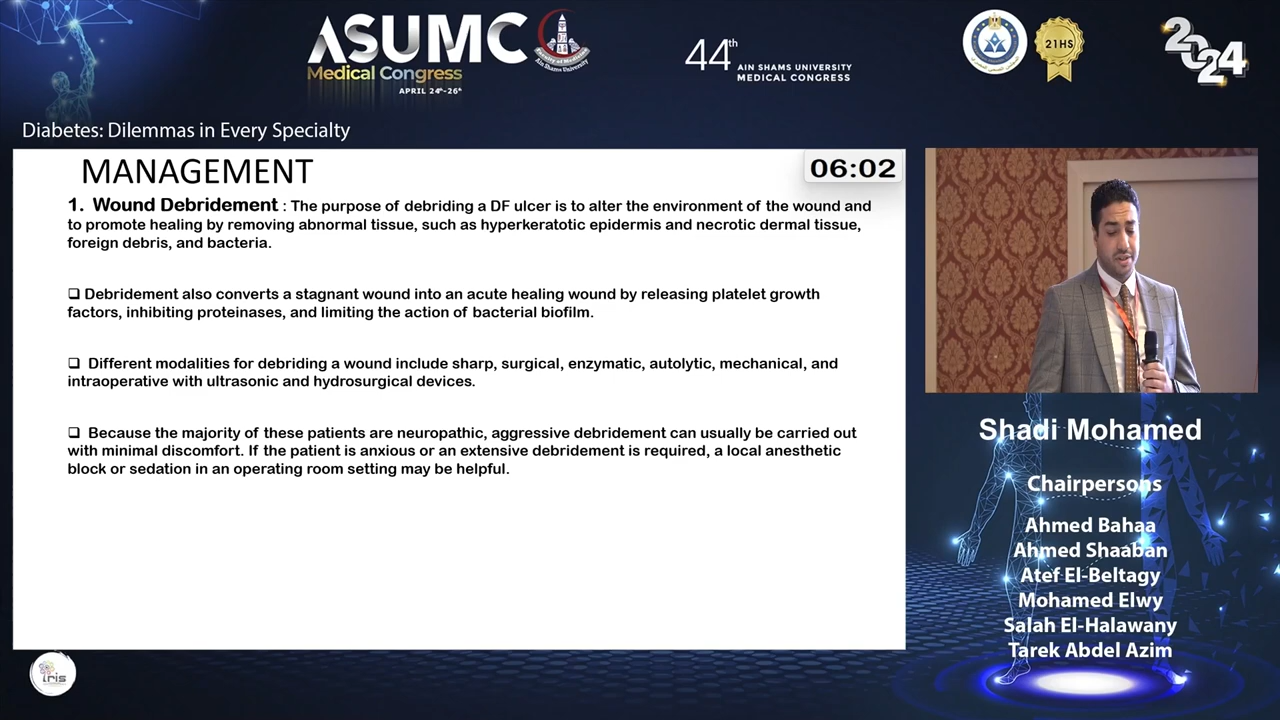 ASUMC
Medical Congress
APRIL 24th-26th
Faculty of Medicine
Ain Shams University
44th
AIN SHAMS UNIVERSITY
MEDICAL CONGRESS
21HS
2024
Diabetes: Dilemmas in Every Specialty
MANAGEMENT
06:02
1. Wound Debridement : The purpose of debriding a DF ulcer is to alter the environment of the wound and
to promote healing by removing abnormal tissue, such as hyperkeratotic epidermis and necrotic dermal tissue,
foreign debris, and bacteria.
❑ Debridement also converts a stagnant wound into an acute healing wound by releasing platelet growth
factors, inhibiting proteinases, and limiting the action of bacterial biofilm.
❑ Different modalities for debriding a wound include sharp, surgical, enzymatic, autolytic, mechanical, and
intraoperative with ultrasonic and hydrosurgical devices.
❑ Because the majority of these patients are neuropathic, aggressive debridement can usually be carried out
with minimal discomfort. If the patient is anxious or an extensive debridement is required, a local anesthetic
block or sedation in an operating room setting may be helpful.
Shadi Mohamed
Chairpersons
Ahmed Bahaa
Ahmed Shaaban
Atef El-Beltagy
Mohamed Elwy
Salah El-Halawany
Tarek Abdel Azim
iris